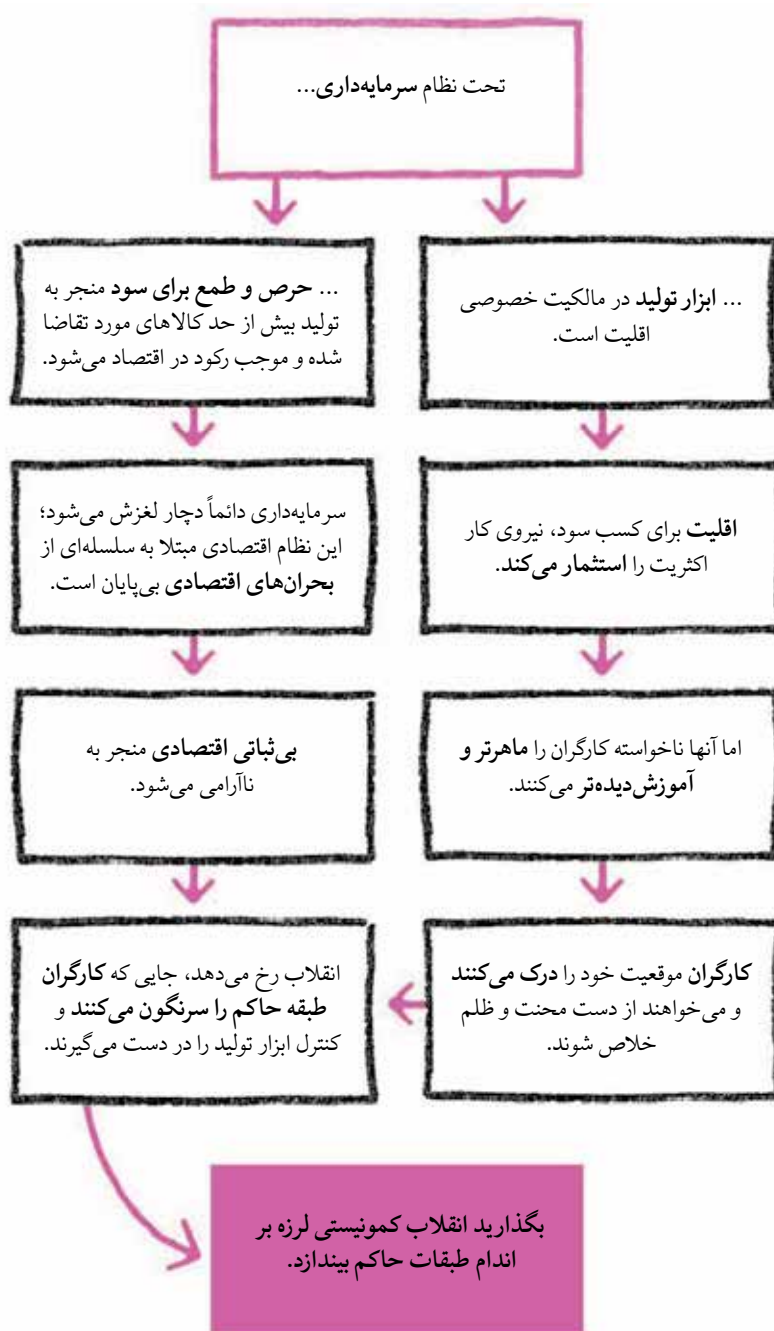 تحت نظام سرمایه‌داری...
... ابزار تولید در مالکیت خصوصی
اقلیت است.
اقلیت برای کسب سود، نیروی کار
اکثریت را استثمار می‌کند.
اما آنها ناخواسته کارگران را ماهرتر و
آموزش‌دیده‌تر می‌کنند.
کارگران موقعیت خود را درک می‌کنند
و می‌خواهند از دست محنت و ظلم
خلاص شوند.
... حرص و طمع برای سود منجر به
تولید بیش از حد کالاهای مورد تقاضا
شده و موجب رکود در اقتصاد می‌شود.
سرمایه‌داری دائماً دچار لغزش می‌شود؛
این نظام اقتصادی مبتلا به سلسله‌ای از
بحران‌های اقتصادی بی‌پایان است.
بی‌ثباتی اقتصادی منجر به
ناآرامی می‌شود.
انقلاب رخ می‌دهد، جایی که کارگران
طبقه حاکم را سرنگون می‌کنند و
کنترل ابزار تولید را در دست می‌گیرند.
بگذارید انقلاب کمونیستی لرزه بر
اندام طبقات حاکم بیندازد.